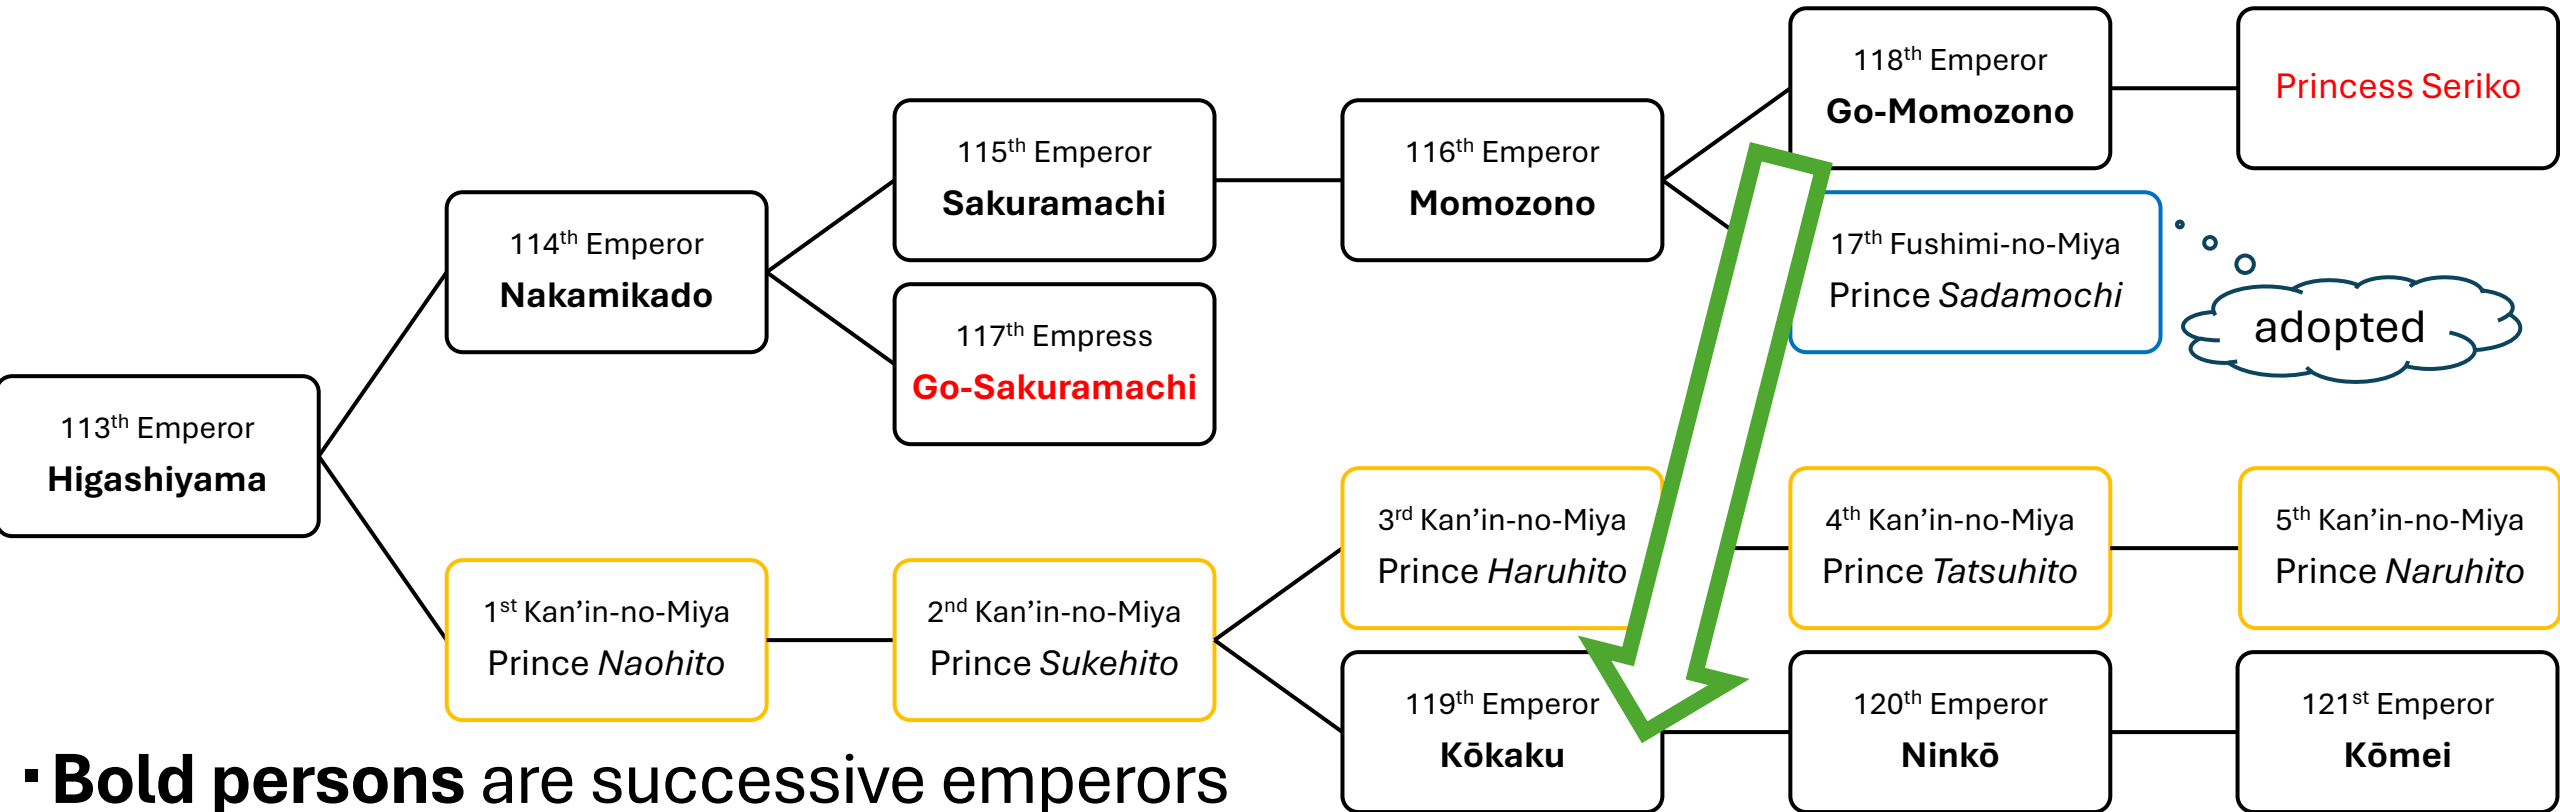 118th Emperor
Go-Momozono
Princess Seriko
115th Emperor
Sakuramachi
116th Emperor
Momozono
114th Emperor
Nakamikado
17th Fushimi-no-Miya
Prince Sadamochi
adopted
117th Empress
Go-Sakuramachi
113th Emperor
Higashiyama
3rd Kan’in-no-Miya
Prince Haruhito
4th Kan’in-no-Miya
Prince Tatsuhito
5th Kan’in-no-Miya
Prince Naruhito
1st Kan’in-no-Miya
Prince Naohito
2nd Kan’in-no-Miya
Prince Sukehito
119th Emperor
Kōkaku
120th Emperor
Ninkō
121st Emperor
Kōmei
▪Bold persons are successive emperors